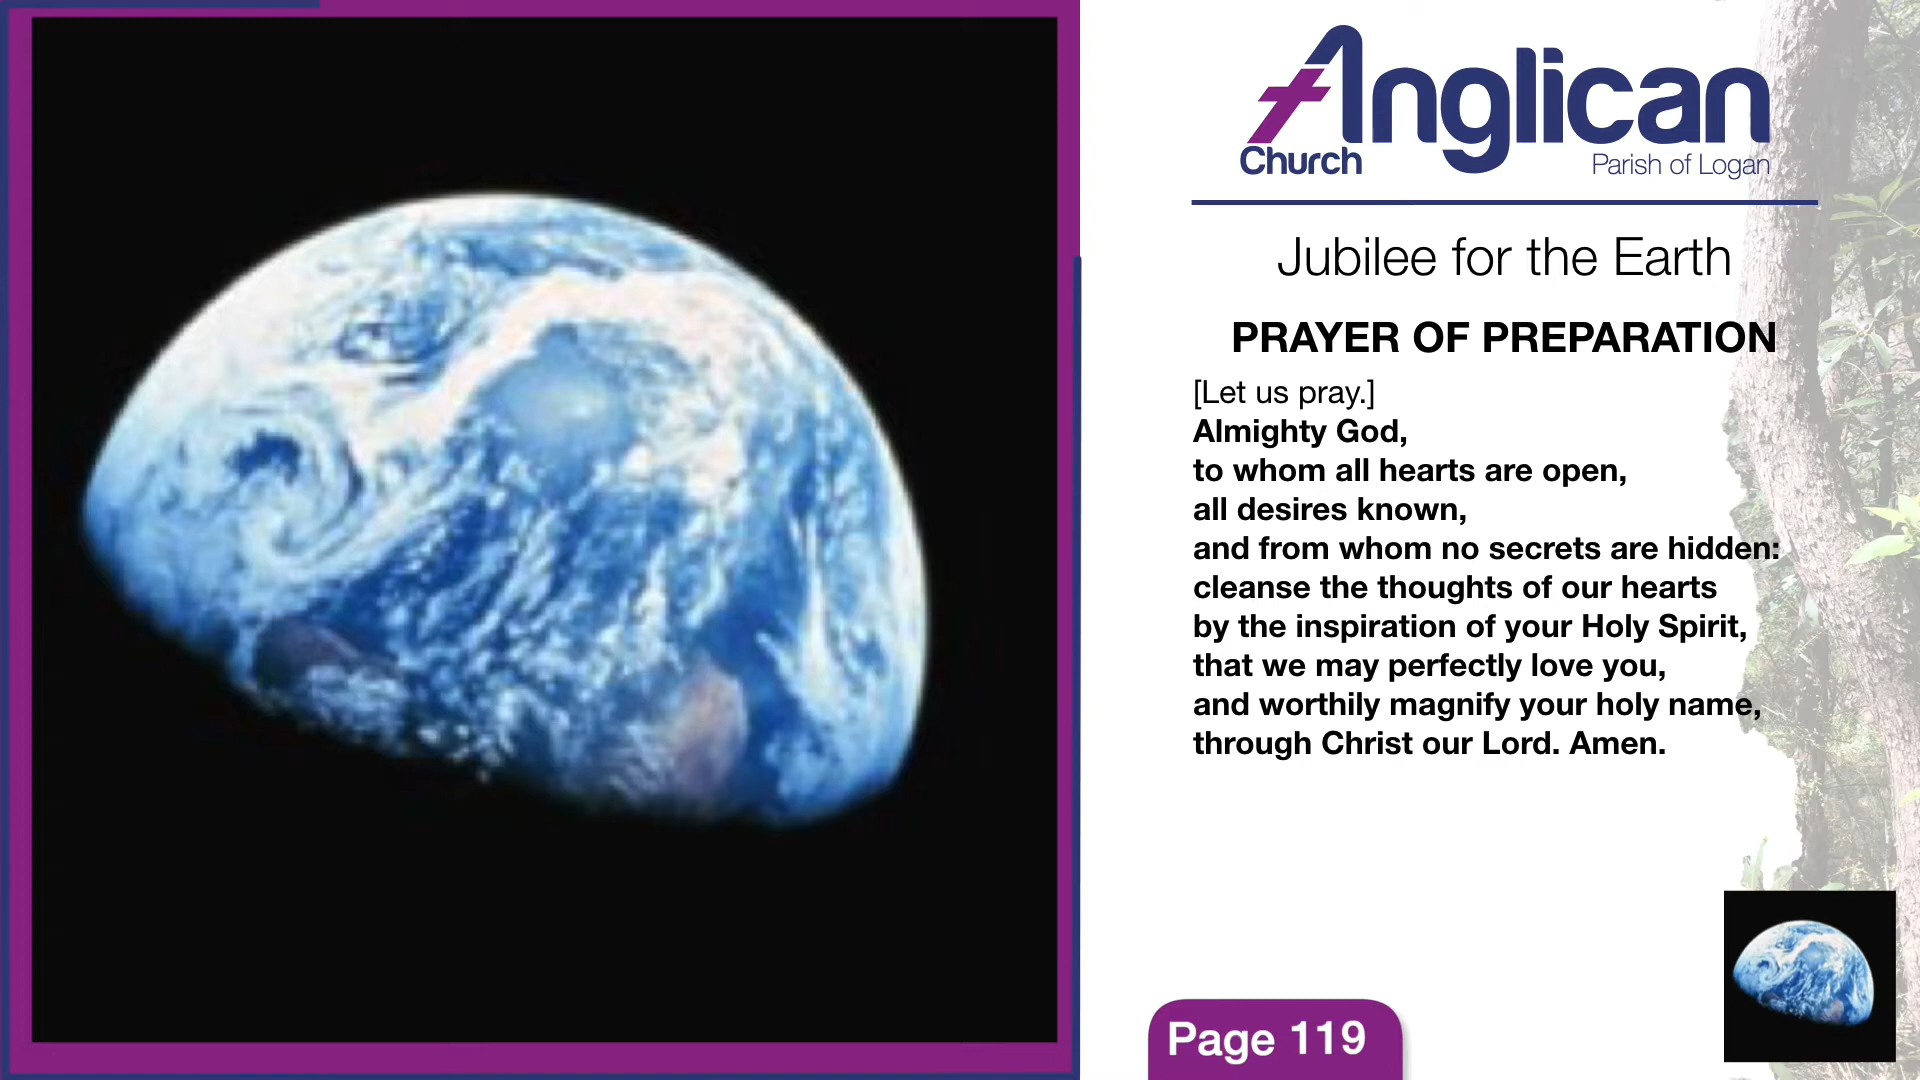 Anglican
Church
Parish of Logan
Jubilee for the Earth
PRAYER OF PREPARATION
[Let us pray.]
Almighty God,
to whom all hearts are open,
all desires known,
and from whom no secrets are hidden:
cleanse the thoughts of our hearts
by the inspiration of your Holy Spirit,
that we may perfectly love you,
and worthily magnify your holy name,
through Christ our Lord. Amen.
Page 119